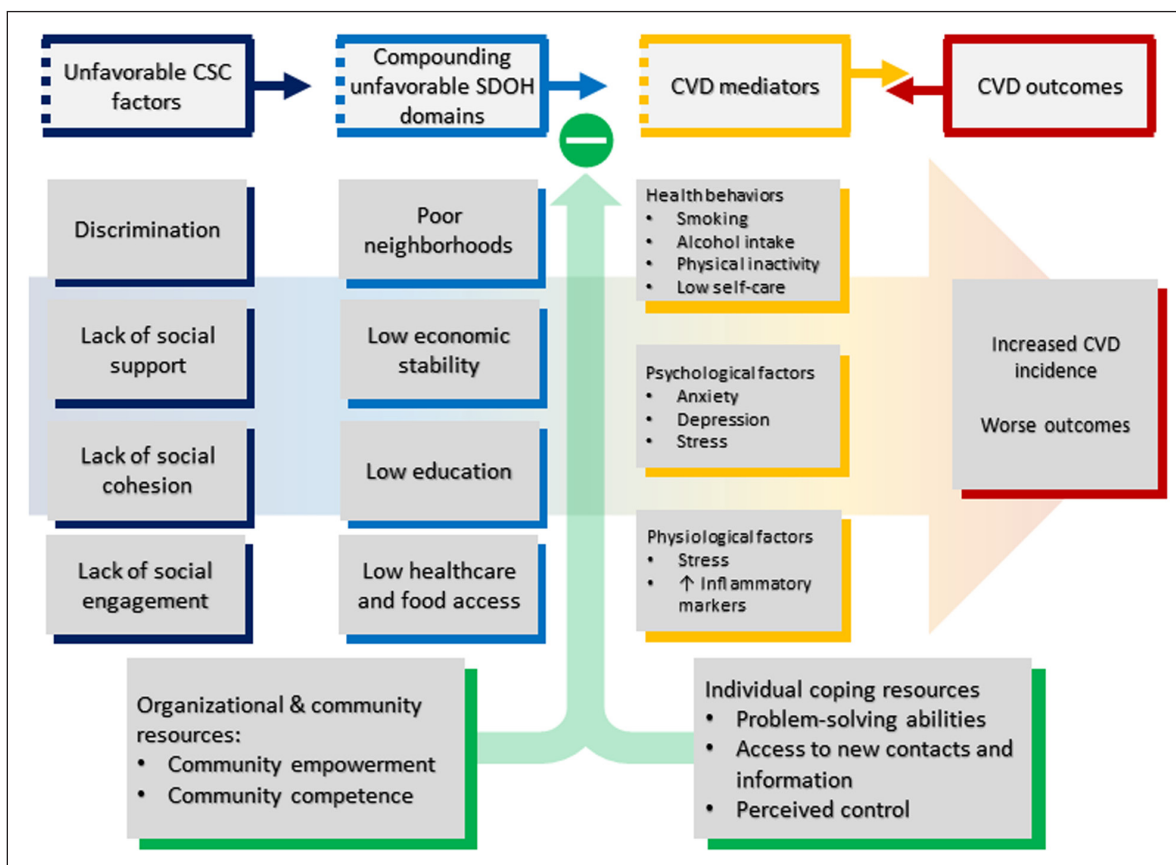 Unfavorable CSC
factors
Compounding
unfavorable SDOH
domains
CVD mediators
CVD outcomes
Discrimination
Lack of social
support
Lack of social
cohesion
Lack of social
engagement
Poor
neighborhoods
Low economic
stability
Low education
Low healthcare
and food access
Health behaviors
• Smoking
• Alcohol intake
• Physical inactivity
• Low self-care
Psychological factors
• Anxiety
• Depression
• Stress
Physiological factors
• Stress
• ↑ Inflammatory
markers
Increased CVD
incidence
Worse outcomes
Organizational & community
resources:
• Community empowerment
• Community competence
Individual coping resources
• Problem-solving abilities
• Access to new contacts and
information
• Perceived control